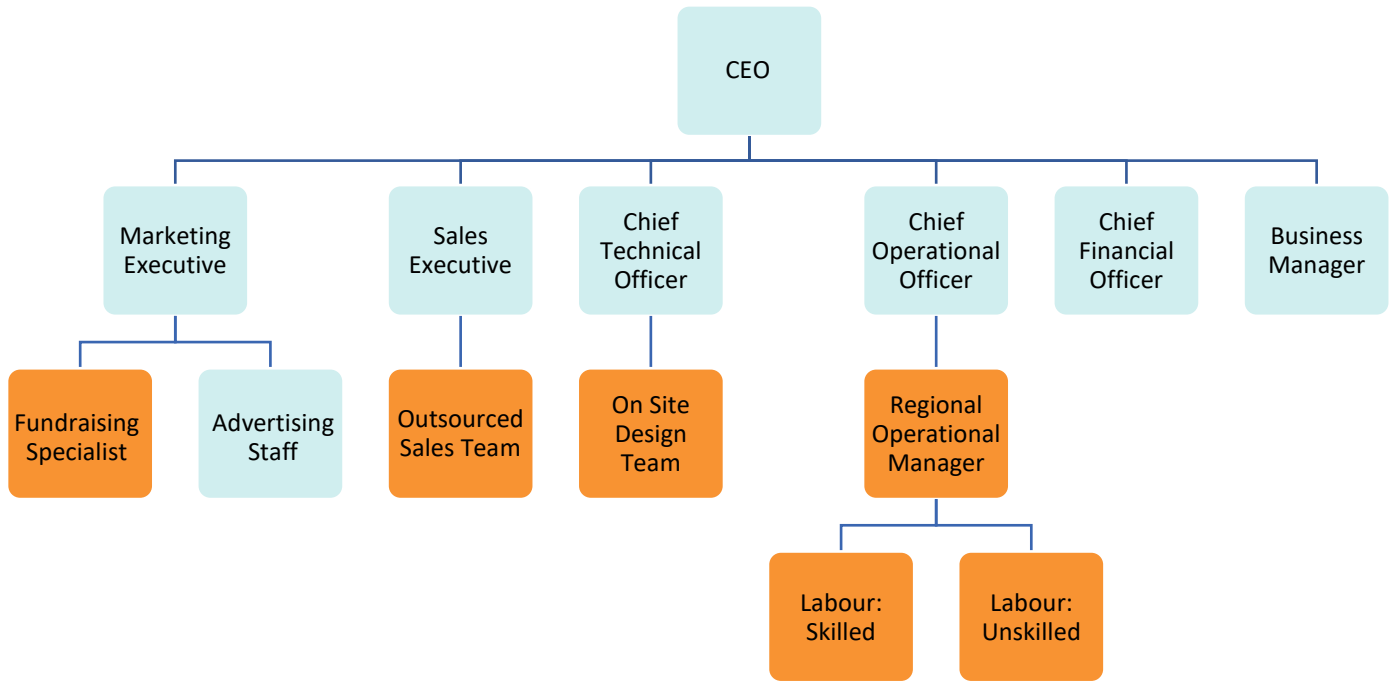 CEO
Marketing
Executive
Sales
Executive
Chief
Technical
Officer
Chief
Operational
Officer
Chief
Financial
Officer
Business
Manager
Fundraising
Specialist
Advertising
Staff
Outsourced
Sales Team
On Site
Design
Team
Regional
Operational
Manager
Labour:
Skilled
Labour:
Unskilled